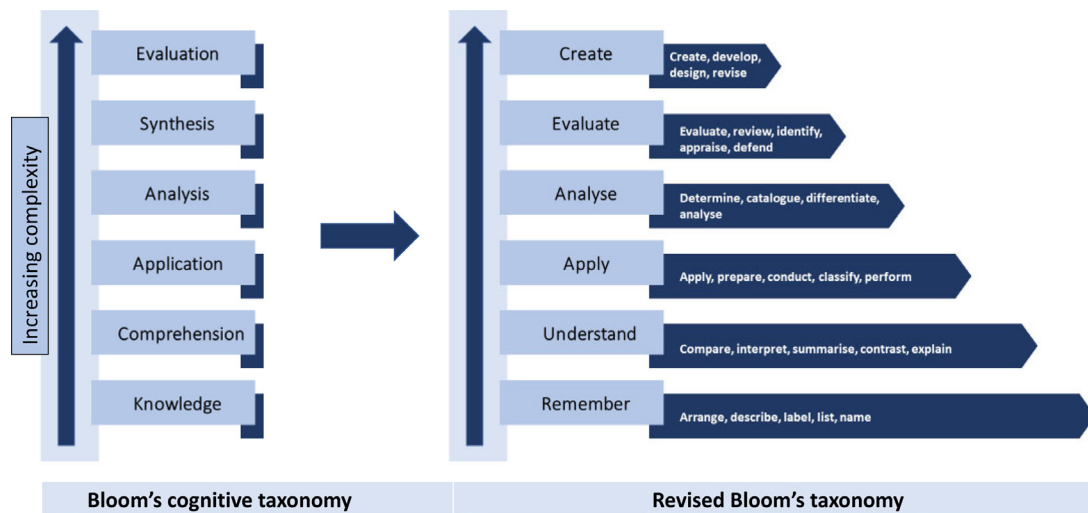 Increasing complexity
Evaluation
Synthesis
Analysis
Application
Comprehension
Knowledge
Bloom's cognitive taxonomy
Create
Create, develop,
design, revise
Evaluate
Evaluate, review, identify,
appraise, defend
Analyse
Determine, catalogue, differentiate,
analyse
Apply
Apply, prepare, conduct, classify, perform
Understand
Compare, interpret, summarise, contrast, explain
Remember
Arrange, describe, label, list, name
Revised Bloom's taxonomy